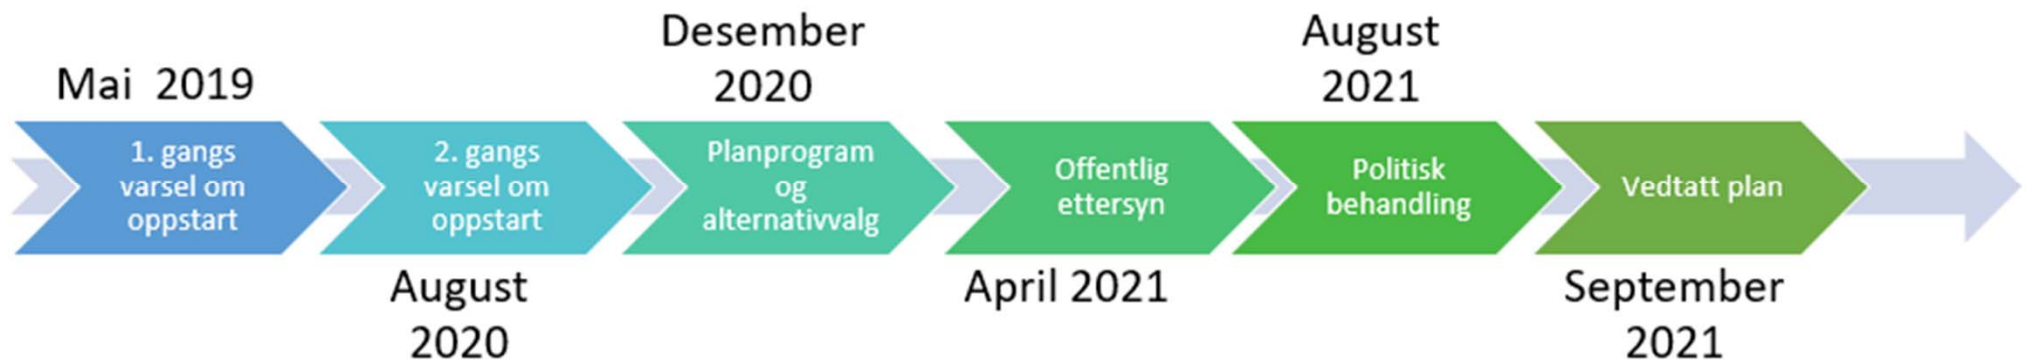 Mai 2019
1. gangs
varsel om
oppstart
2. gangs
varsel om
oppstart
August
2020
Desember
2020
Planprogram
og
alternativvalg
Offentlig
ettersyn
April 2021
August
2021
Politisk
behandling
Vedtatt plan
September
2021